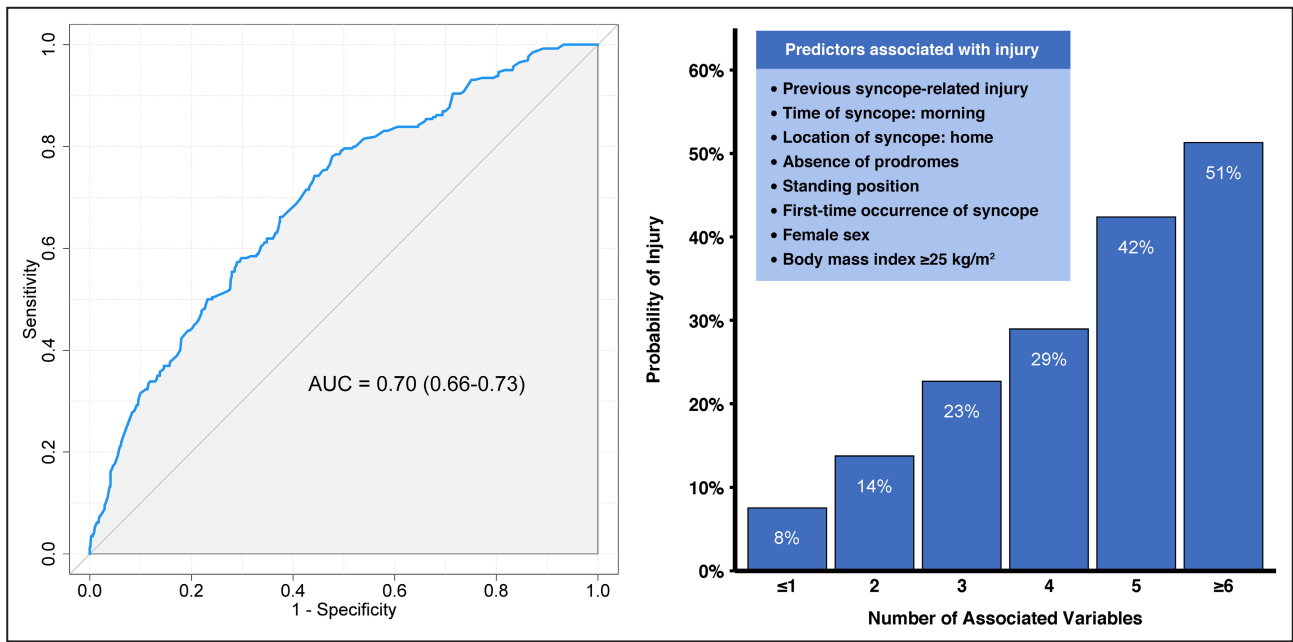 1.0
0.8
0.6
0.4
0.2
0.0
Sensitivity
AUC = 0.70 (0.66-0.73)
0.0 0.2 0.4 0.6 0.8 1.0
1 - Specificity
Probability of Injury
60%
50%
40%
30%
20%
10%
0%
Predictors associated with injury
• Previous syncope-related injury
• Time of syncope: morning
• Location of syncope: home
• Absence of prodromes
• Standing position
• First-time occurrence of syncope
• Female sex
• Body mass index ≥25 kg/m²
8%
14%
23%
29%
42%
51%
≤1 2 3 4 5 ≥6
Number of Associated Variables